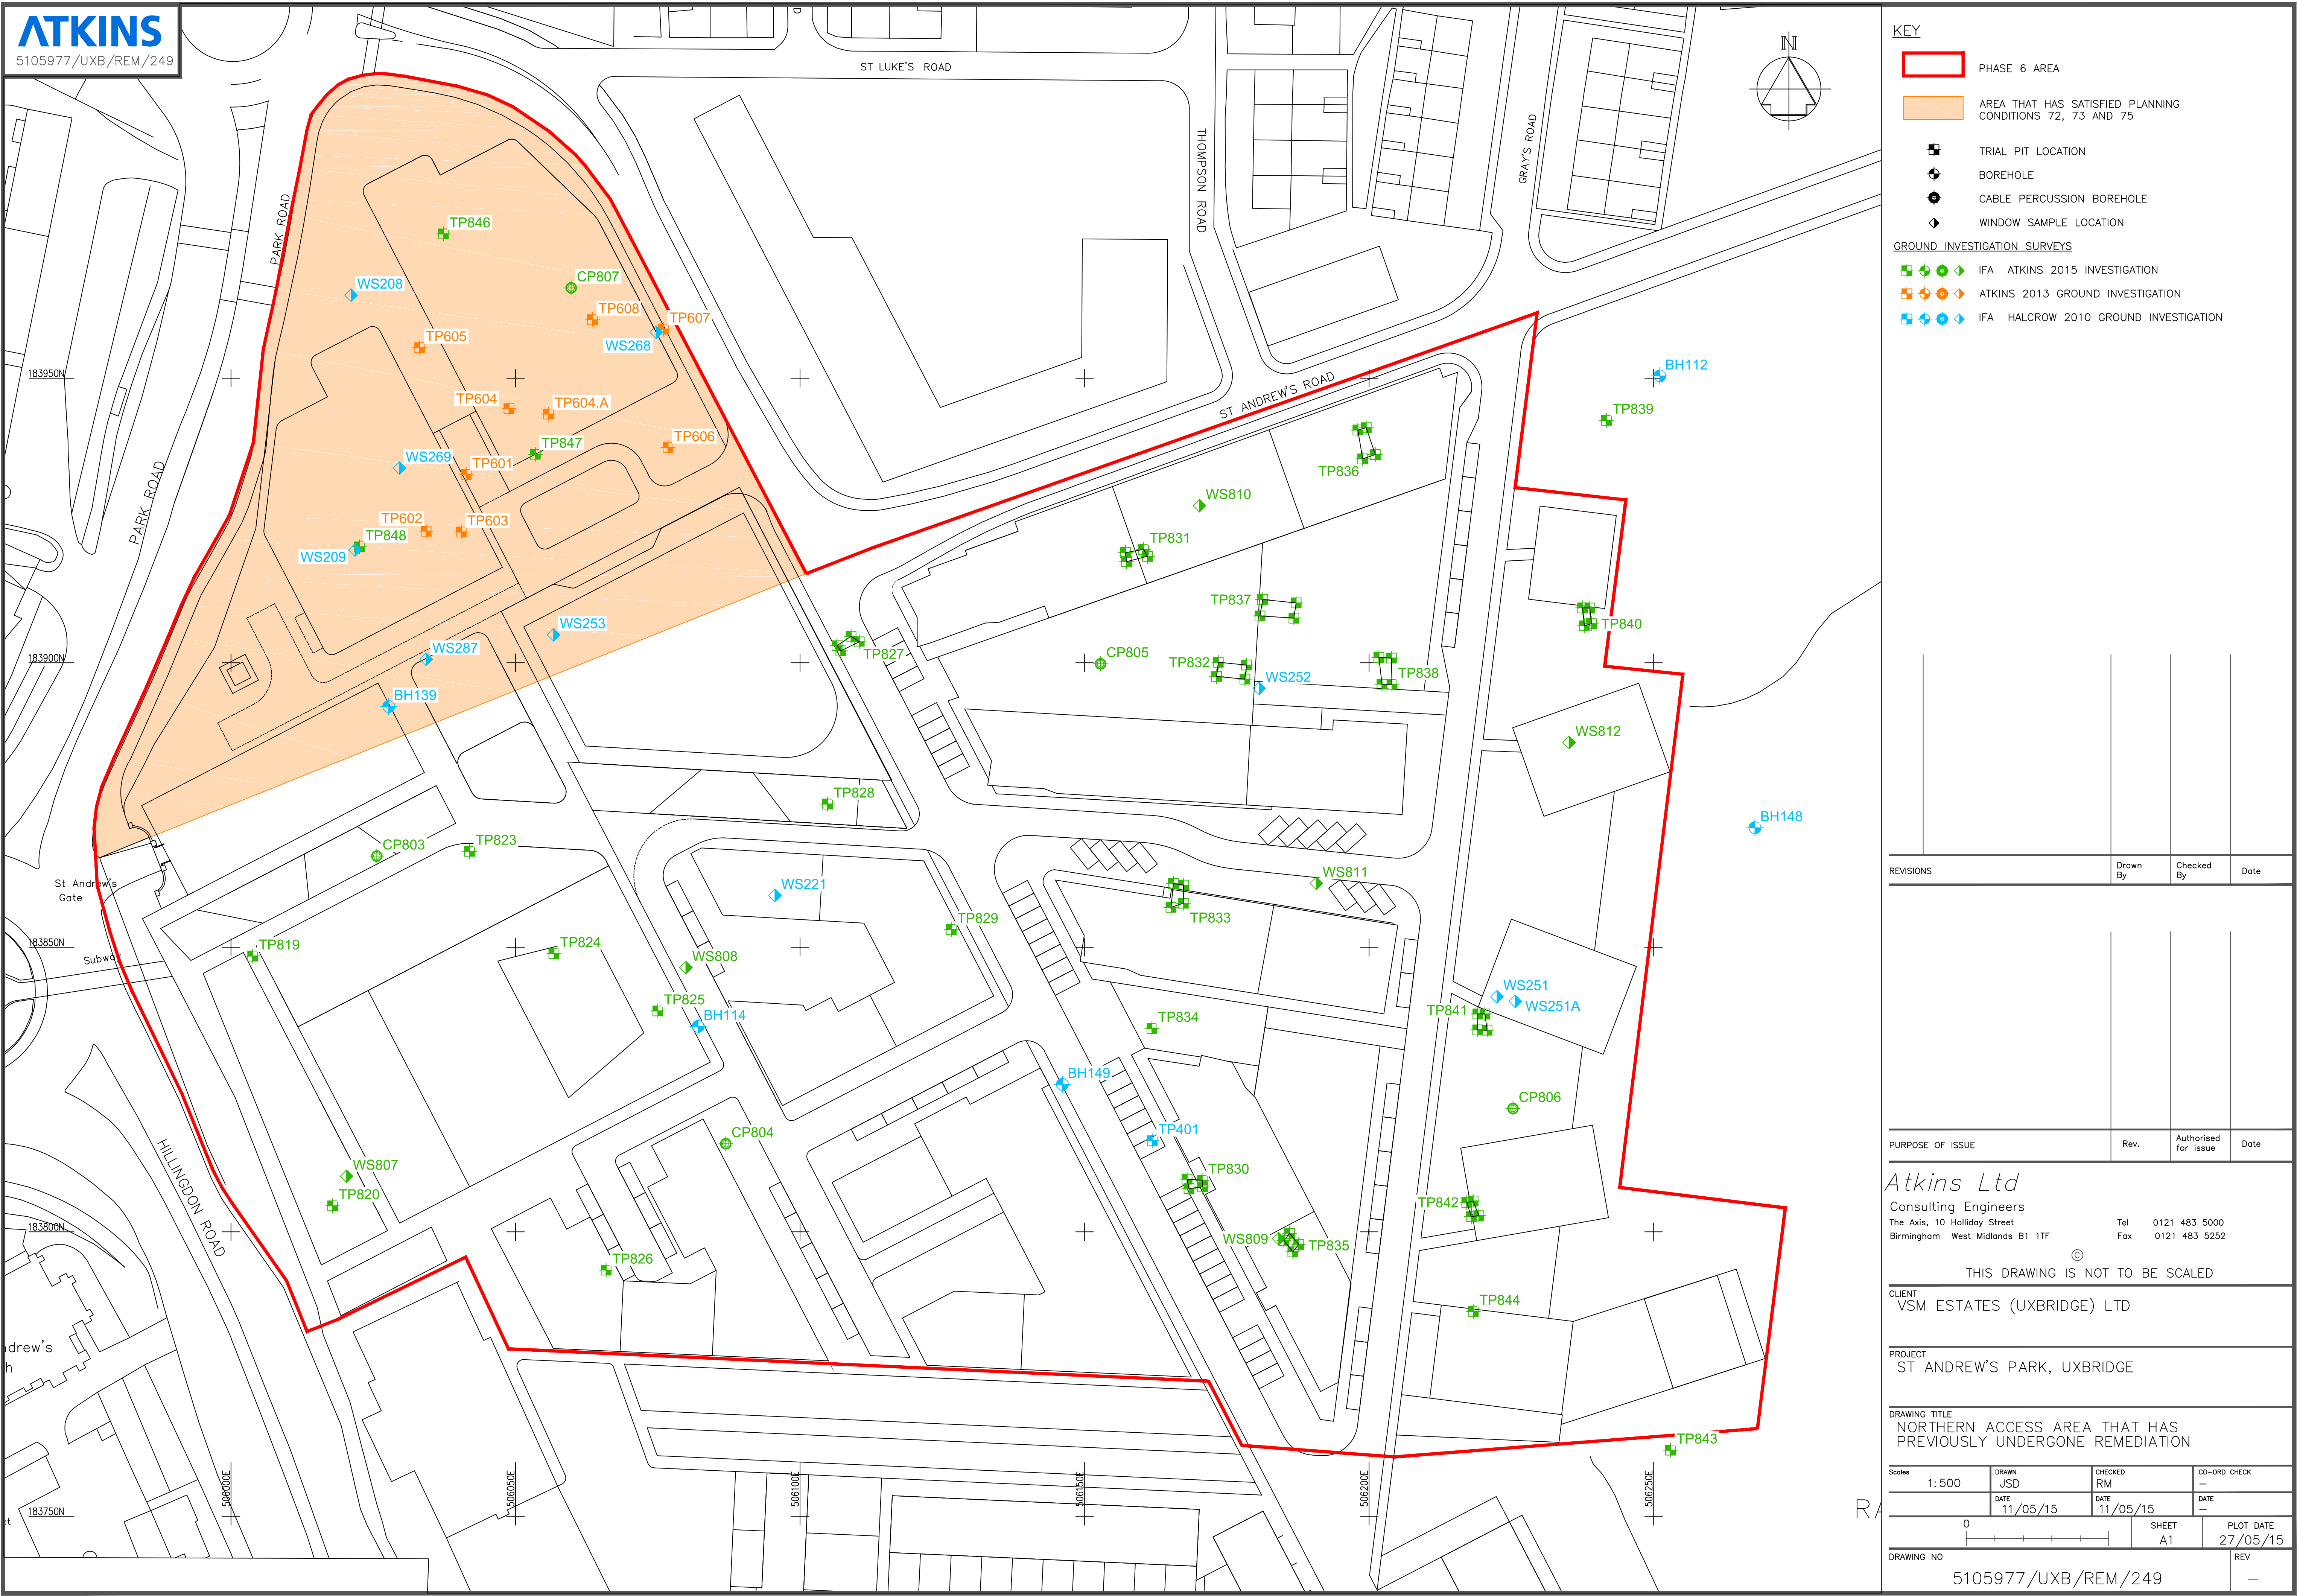 ATKINS
5105977/UXB/REM/249
ST LUKE'S ROAD
THOMPSON ROAD
GRAY'S ROAD
N
PARK ROAD
TP846
CP807
WS208
TP608
TP607
WS268
TP605
183950N
ST ANDREW'S ROAD
BH112
TP604
TP604.A
TP839
TP606
TP847
TP836
WS269
TP601
PARK ROAD
WS810
TP602
TP603
TP848
WS209
TP831
TP837
WS253
TP840
WS287
TP827
183900N
CP805
TP832
WS252
TP838
BH139
WS812
TP828
BH148
CP803
TP823
St Andrew's
Gate
WS221
WS811
TP829
TP833
183850N
TP819
TP824
Subway
WS808
WS251
WS251A
TP825
BH114
TP834
TP841
BH149
CP806
CP804
TP401
HILLINGDON ROAD
WS807
TP820
TP830
TP842
183800N
WS809
TP835
TP826
TP844
drew's
h
TP843
506000E
506050E
506100E
506150E
506200E
506250E
183750N
t
RA
KEY
PHASE 6 AREA
AREA THAT HAS SATISFIED PLANNING
CONDITIONS 72, 73 AND 75
TRIAL PIT LOCATION
BOREHOLE
CABLE PERCUSSION BOREHOLE
WINDOW SAMPLE LOCATION
GROUND INVESTIGATION SURVEYS
IFA ATKINS 2015 INVESTIGATION
ATKINS 2013 GROUND INVESTIGATION
IFA HALCROW 2010 GROUND INVESTIGATION
REVISIONS
Drawn By
Checked By
Date
PURPOSE OF ISSUE
Rev.
Authorised for issue
Date
Atkins Ltd
Consulting Engineers
The Axis, 10 Holliday Street
Tel 0121 483 5000
Birmingham West Midlands B1 1TF
Fax 0121 483 5252
©
THIS DRAWING IS NOT TO BE SCALED
CLIENT
VSM ESTATES (UXBRIDGE) LTD
PROJECT
ST ANDREW'S PARK, UXBRIDGE
DRAWING TITLE
NORTHERN ACCESS AREA THAT HAS
PREVIOUSLY UNDERGONE REMEDIATION
Scales
1:500
DRAWN
JSD
CHECKED
RM
CO-ORD CHECK
–
DATE
11/05/15
DATE
11/05/15
DATE
–
0
SHEET
A1
PLOT DATE
27/05/15
DRAWING NO
5105977/UXB/REM/249
REV
–